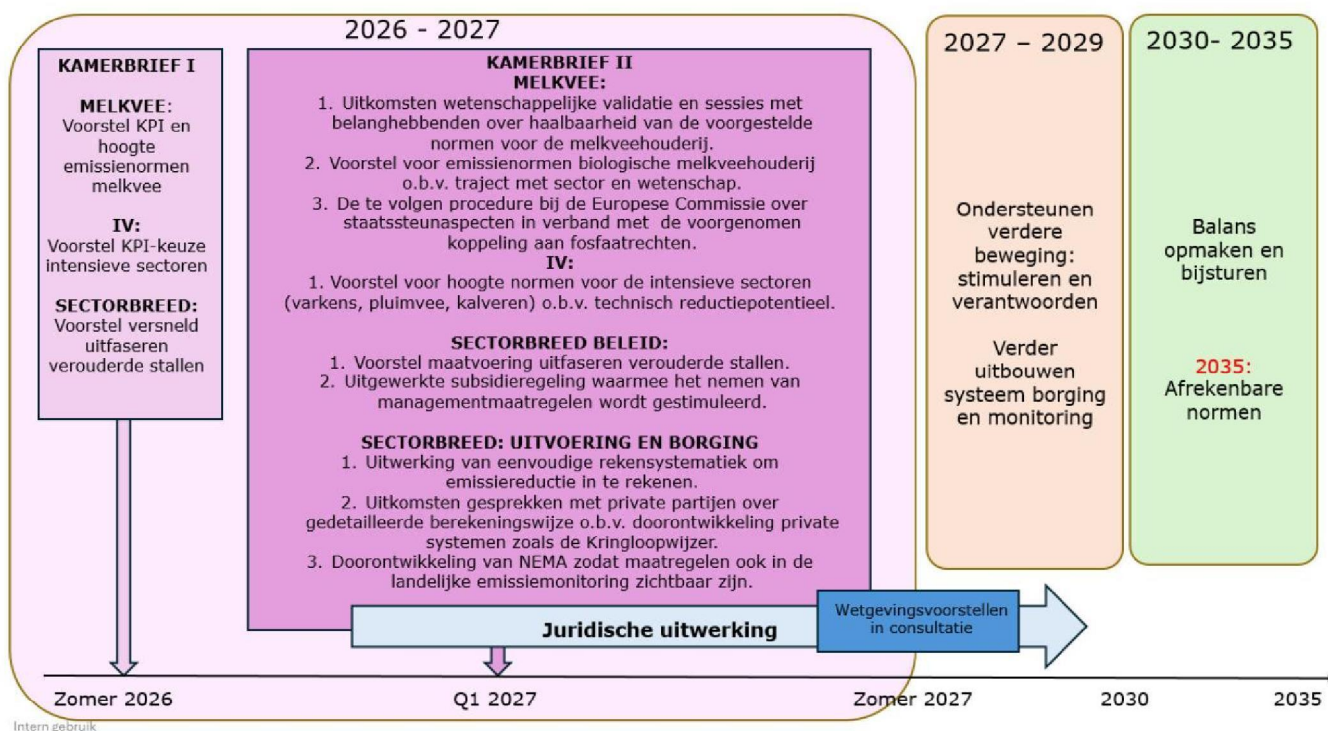 2026 - 2027
KAMERBRIEF I
MELKVEE:
Voorstel KPI en
hoogte
emissienormen
melkvee
IV:
Voorstel KPI-keuze
intensieve sectoren
SECTORBREED:
Voorstel versneld
uitfaseren
verouderde stallen
KAMERBRIEF II
MELKVEE:
1. Uitkomsten wetenschappelijke validatie en sessies met
belanghebbenden over haalbaarheid van de voorgestelde
normen voor de melkveehouderij.
2. Voorstel voor emissienormen biologische melkveehouderij
o.b.v. traject met sector en wetenschap.
3. De te volgen procedure bij de Europese Commissie over
staatssteunaspecten in verband met de voorgenomen
koppeling aan fosfaatrechten.
IV:
1. Voorstel voor hoogte normen voor de intensieve sectoren
(varkens, pluimvee, kalveren) o.b.v. technisch reductiepotentieel.
SECTORBREED BELEID:
1. Voorstel maatvoering uitfaseren verouderde stallen.
2. Uitgewerkte subsidieregeling waarmee het nemen van
managementmaatregelen wordt gestimuleerd.
SECTORBREED: UITVOERING EN BORGING
1. Uitwerking van eenvoudige rekensystematiek om
emissiereductie in te rekenen.
2. Uitkomsten gesprekken met private partijen over
gedetailleerde berekeningswijze o.b.v. doorontwikkeling private
systemen zoals de Kringloopwijzer.
3. Doorontwikkeling van NEMA zodat maatregelen ook in de
landelijke emissiemonitoring zichtbaar zijn.
2027 – 2029
Ondersteunen
verdere
beweging:
stimuleren en
verantwoorden
Verder
uitbouwen
systeem borging
en monitoring
2030- 2035
Balans
opmaken en
bijsturen
2035:
Afrekenbare
normen
Juridische uitwerking
Wetgevingsvoorstellen
in consultatie
Zomer 2026
Q1 2027
Zomer 2027
2030
2035
Intern gebruik